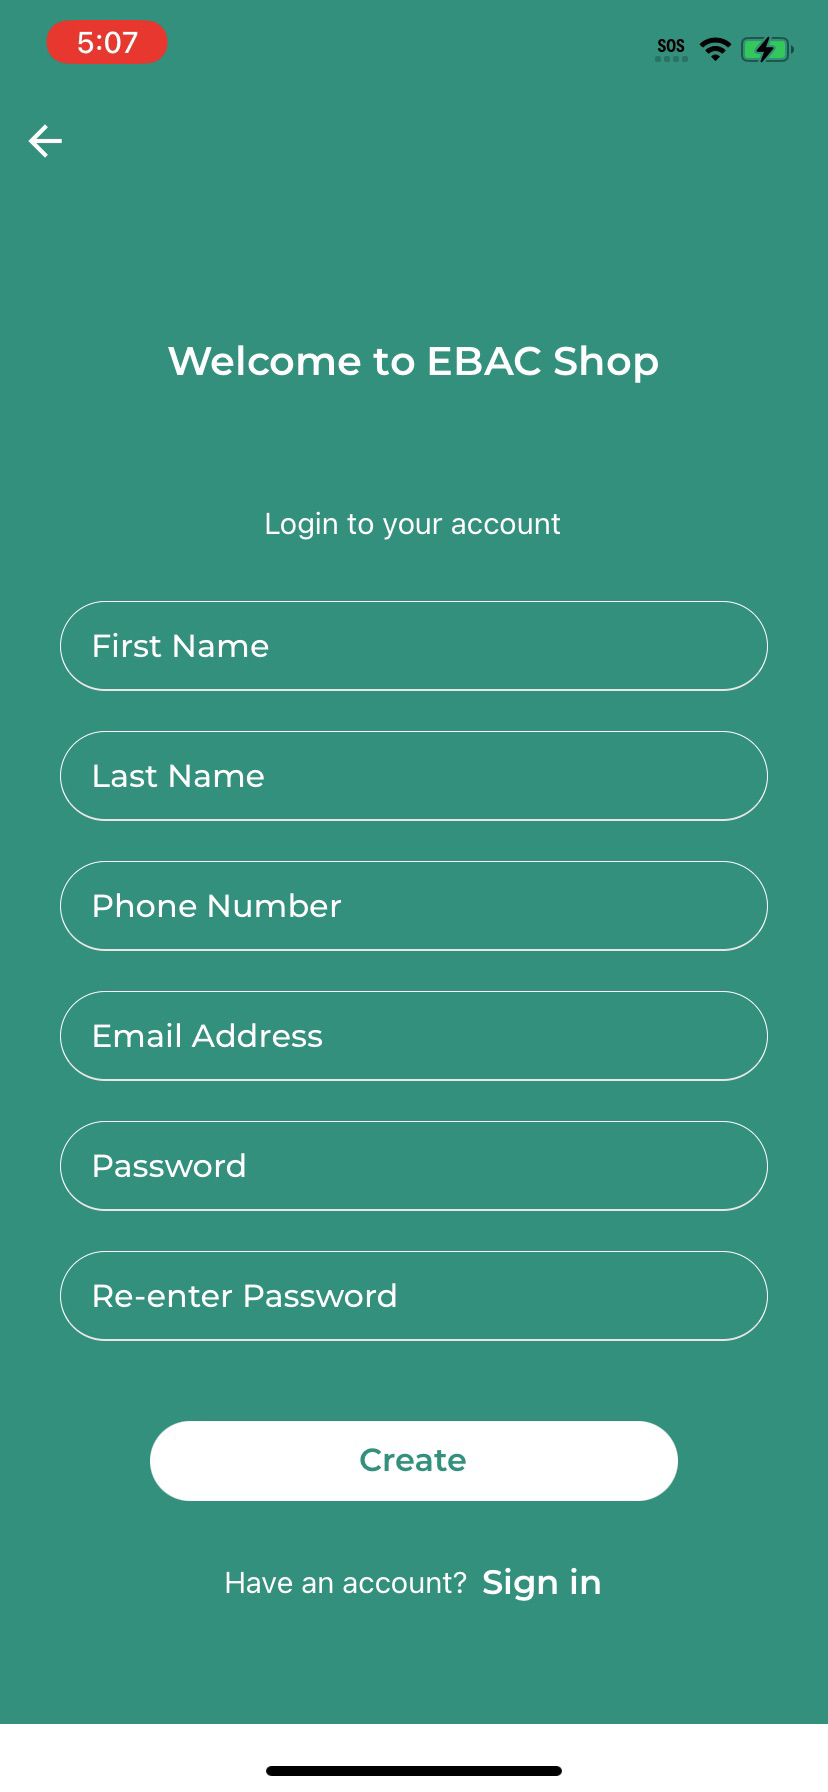 5:07
SOS
Welcome to EBAC Shop
Login to your account
First Name
Last Name
Phone Number
Email Address
Password
Re-enter Password
Create
Have an account? Sign in